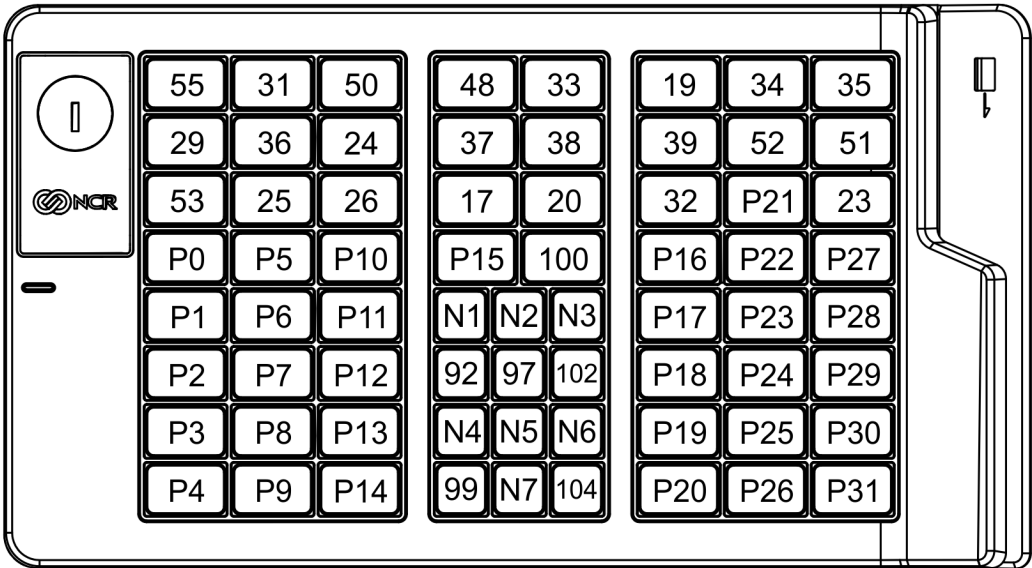 55 31 50 48 33 19 34 35
29 36 24 37 38 39 52 51
NCR
53 25 26 17 20 32 P21 23
P0 P5 P10 P15 100 P16 P22 P27
P1 P6 P11 N1 N2 N3 P17 P23 P28
P2 P7 P12 92 97 102 P18 P24 P29
P3 P8 P13 N4 N5 N6 P19 P25 P30
P4 P9 P14 99 N7 104 P20 P26 P31